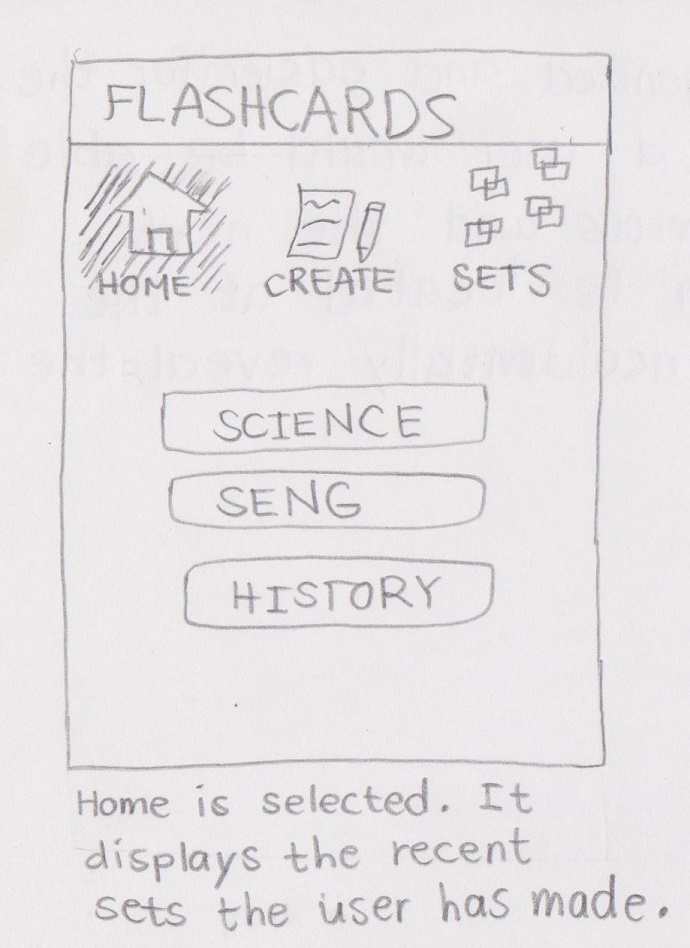 FLASHCARDS
HOME CREATE SETS
SCIENCE
SENG
HISTORY
Home is selected. It
displays the recent
sets the user has made.